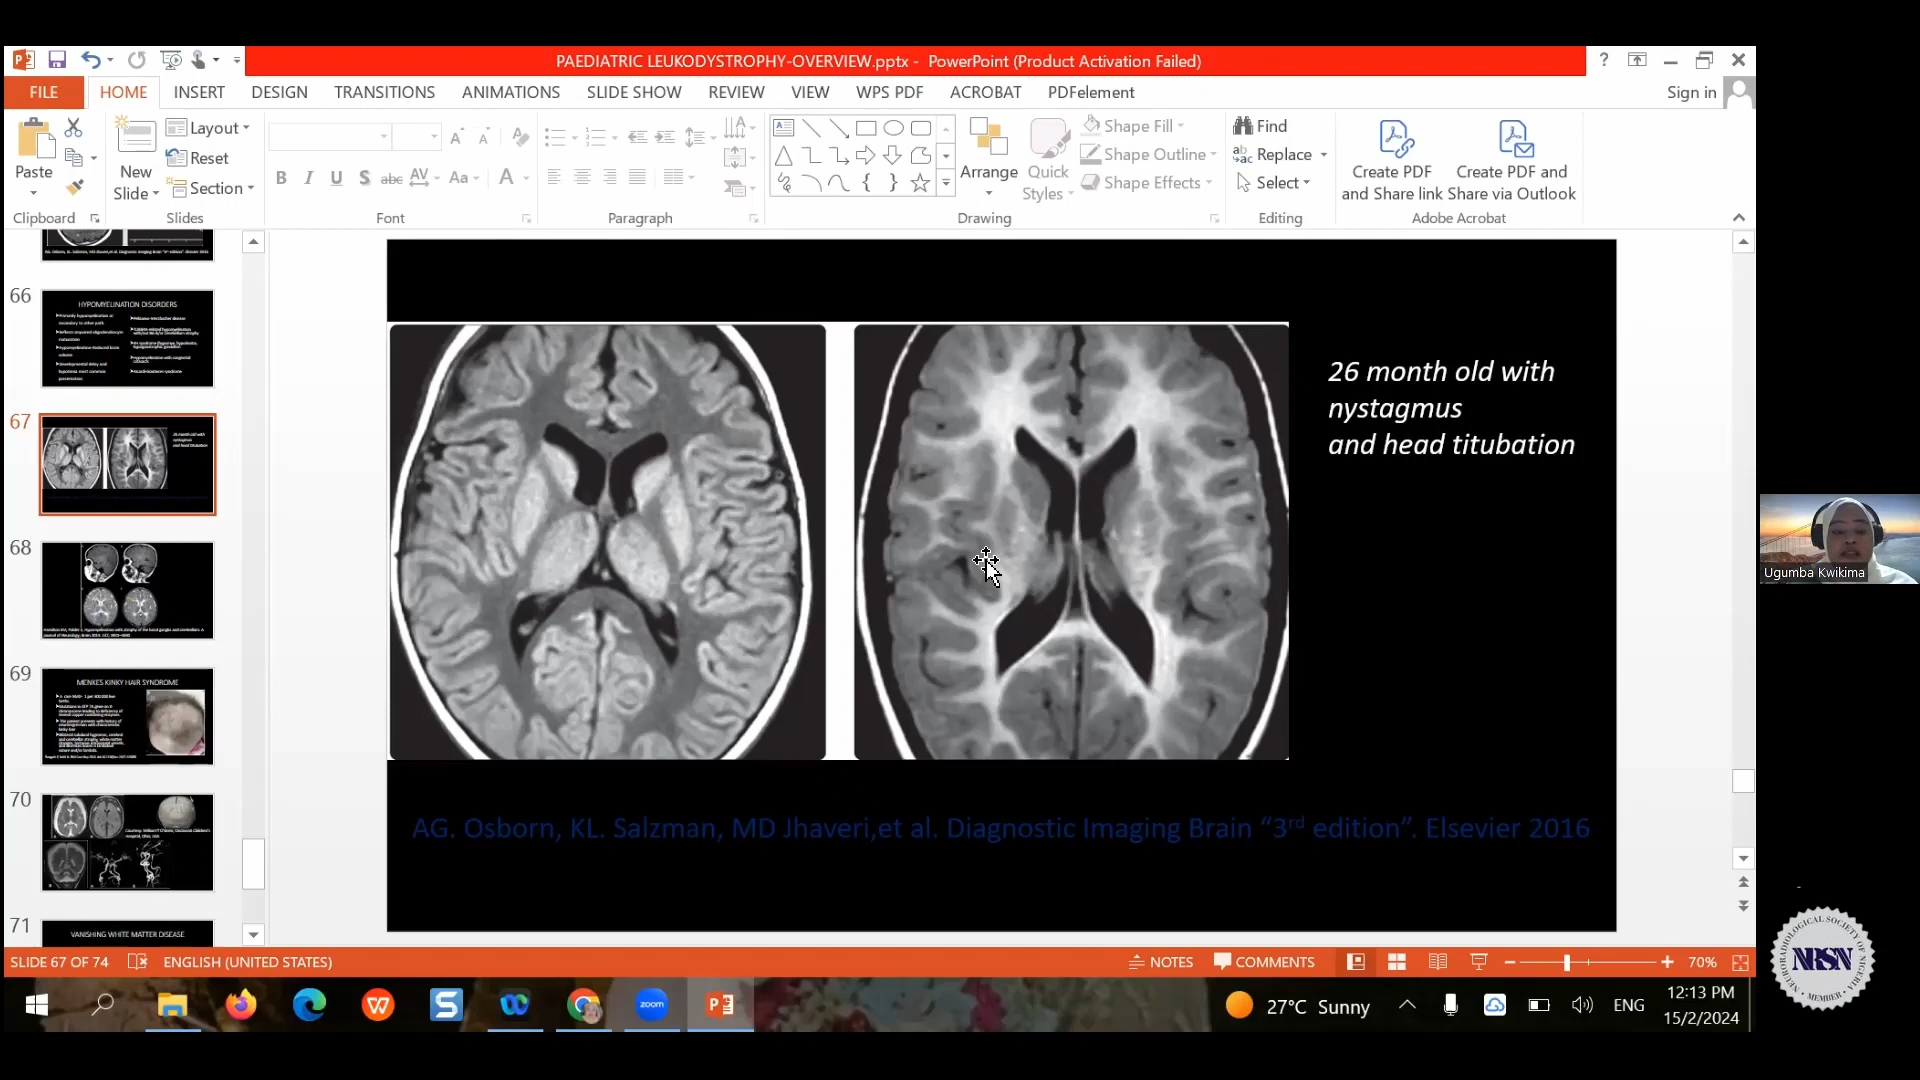 PAEDIATRIC LEUKODYSTROPHY-OVERVIEW.pptx - PowerPoint (Product Activation Failed)
FILE HOME INSERT DESIGN TRANSITIONS ANIMATIONS SLIDE SHOW REVIEW VIEW WPS PDF ACROBAT PDFelement Sign in
Paste
Clipboard
New Slide
Layout
Reset
Section
Slides
Font
Paragraph
Arrange
Quick Styles
Shape Fill
Shape Outline
Shape Effects
Drawing
Find
Replace
Select
Editing
Create PDF and Share link
Create PDF and Share via Outlook
Adobe Acrobat
66
HYPOMYELINATION DISORDERS
67
68
69
MENKES KINKY HAIR SYNDROME
70
71
VANISHING WHITE MATTER DISEASE
26 month old with
nystagmus
and head titubation
AG. Osborn, KL. Salzman, MD Jhaveri,et al. Diagnostic Imaging Brain “3rd edition”. Elsevier 2016
Ugumba Kwikima
NRSN
MEMBER
SLIDE 67 OF 74 ENGLISH (UNITED STATES) NOTES COMMENTS 70%
zoom
27°C Sunny ENG
12:13 PM
15/2/2024